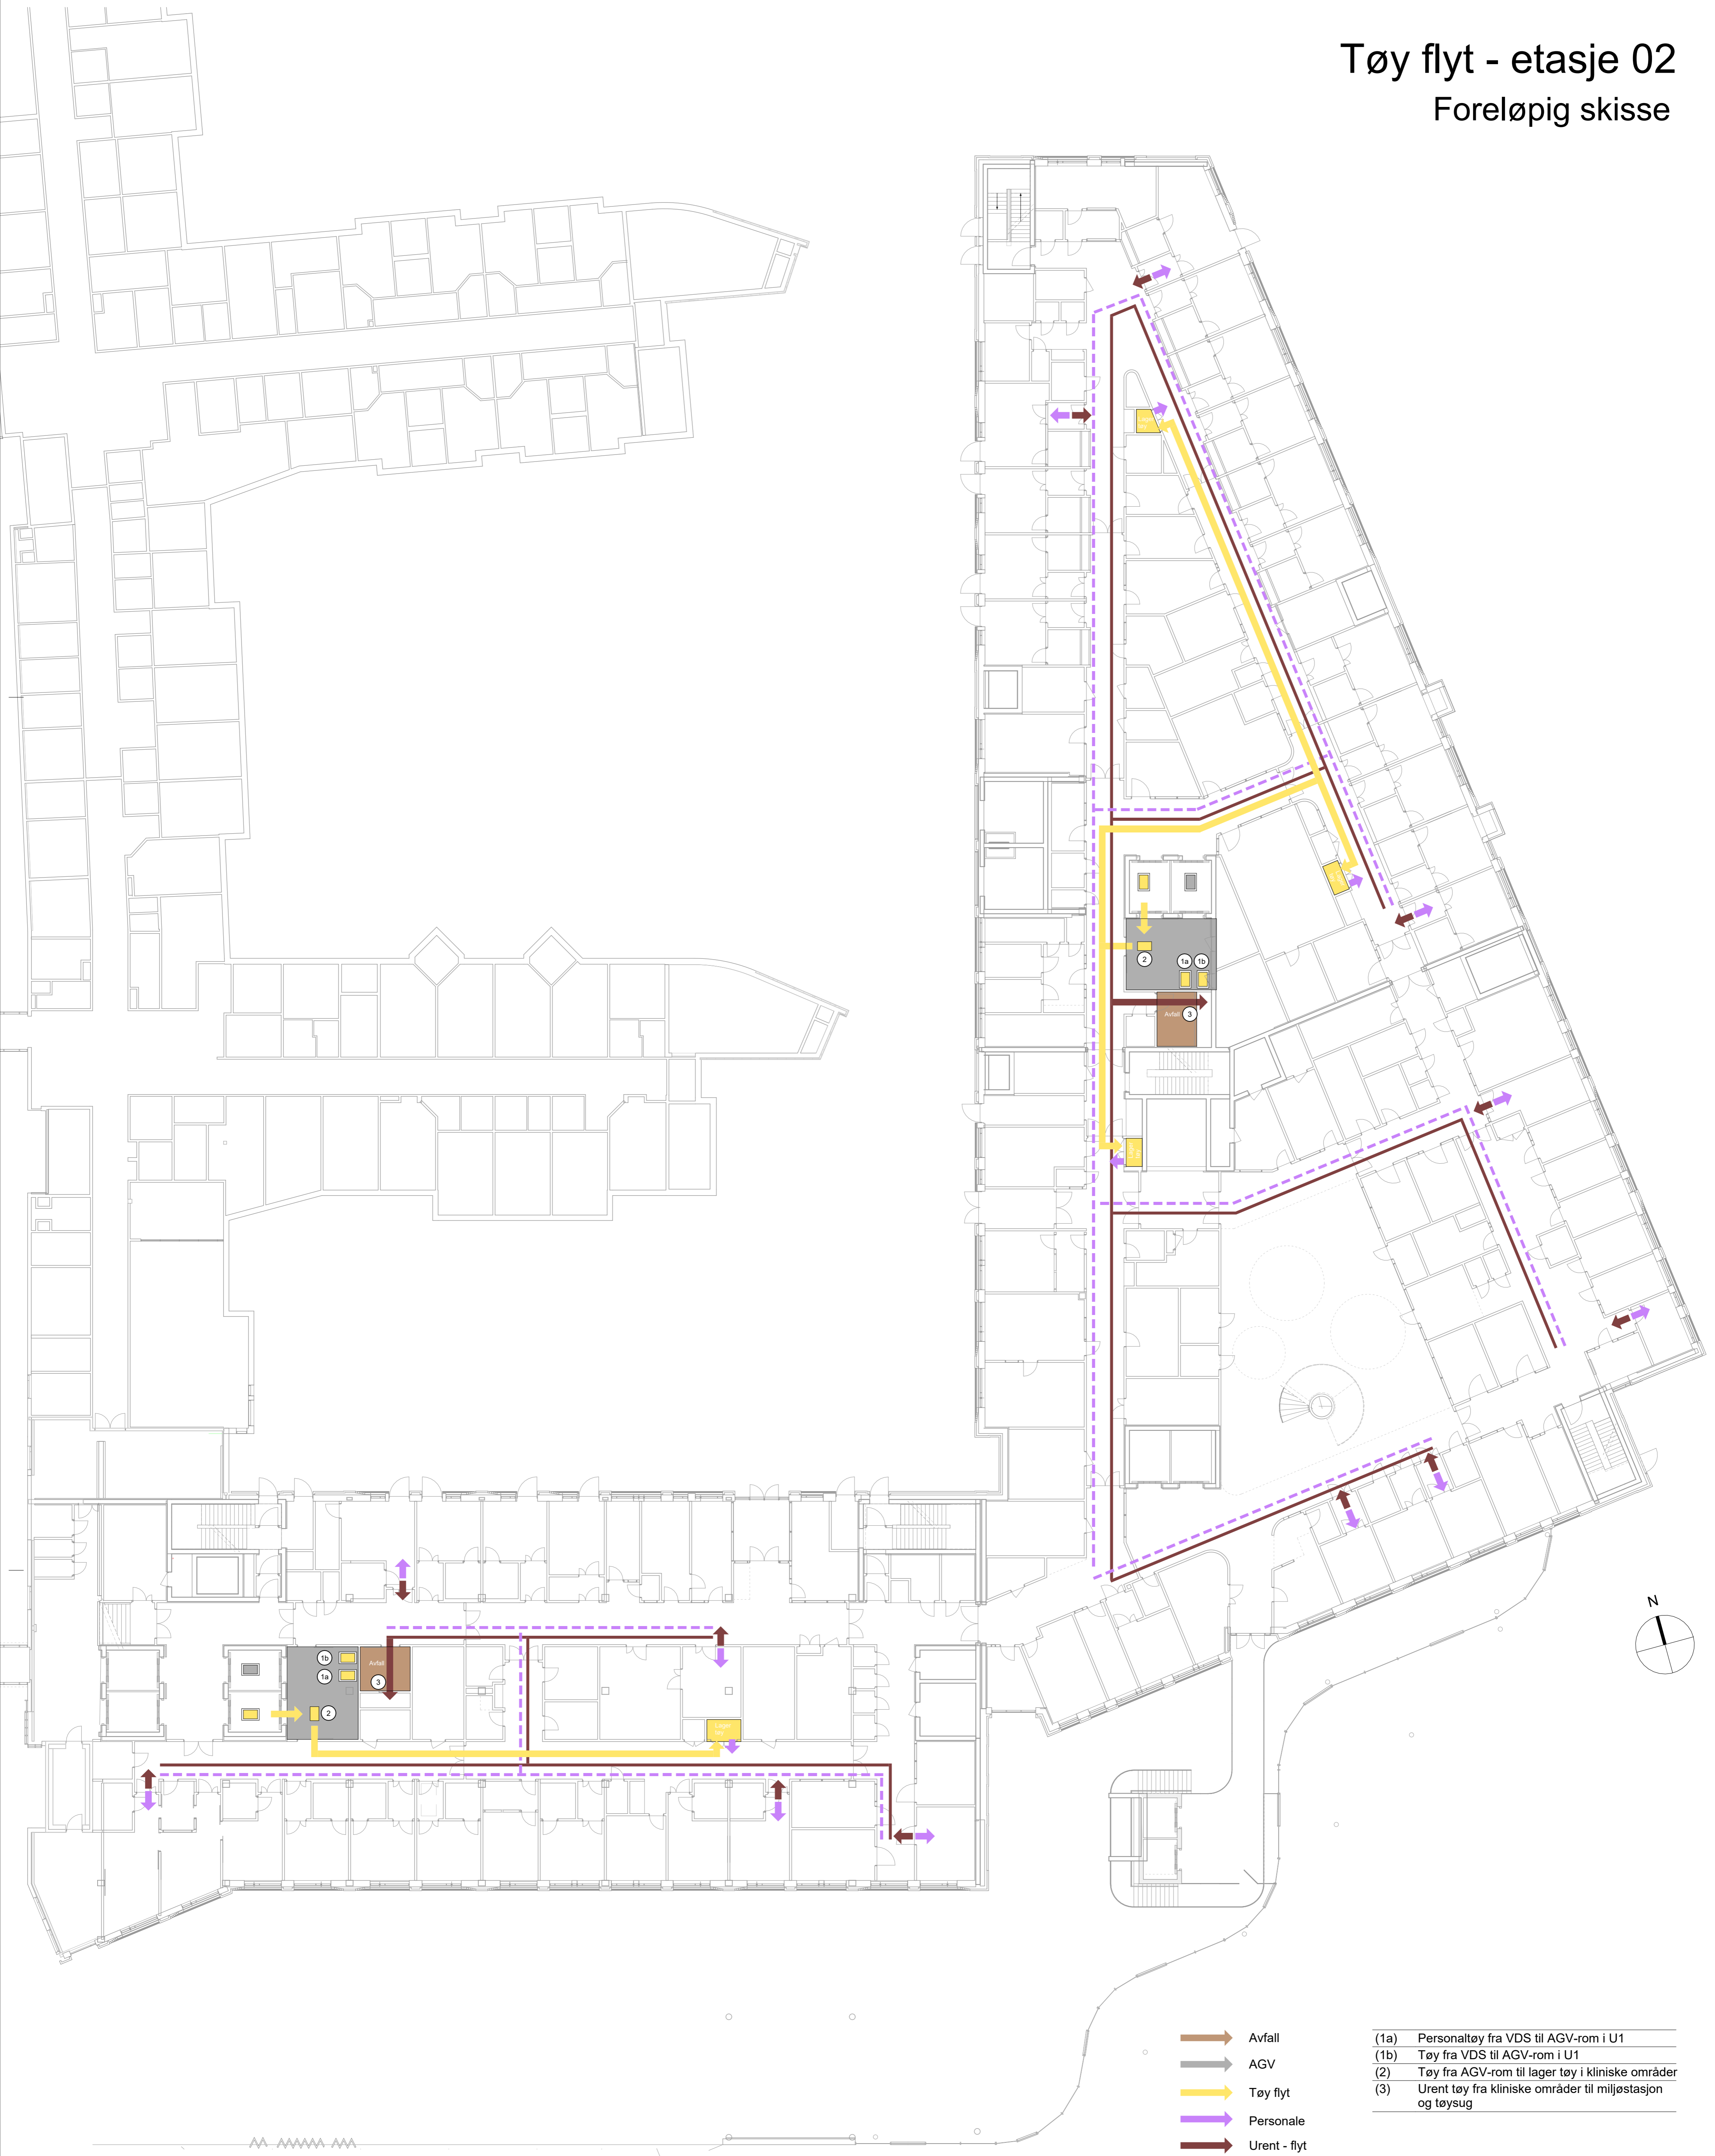 Tøy flyt - etasje 02
Foreløpig skisse
2
1a
1b
Avfall
3
N
1b
1a
Avfall
3
2
Lager
Avfall
AGV
Tøy flyt
Personale
Urent - flyt
(1a) Personaltøy fra VDS til AGV-rom i U1
(1b) Tøy fra VDS til AGV-rom i U1
(2) Tøy fra AGV-rom til lager tøy i kliniske områder
(3) Urent tøy fra kliniske områder til miljøstasjon
og tøysug